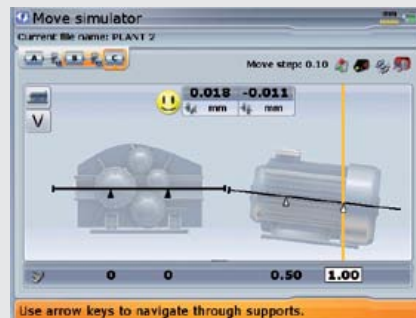 Move simulator
mm
Current file name: PLANT 2
A B C
Move step: 0.10
0.018 -0.011
mm mm
V
0 0 0.50 1.00
Use arrow keys to navigate through supports.